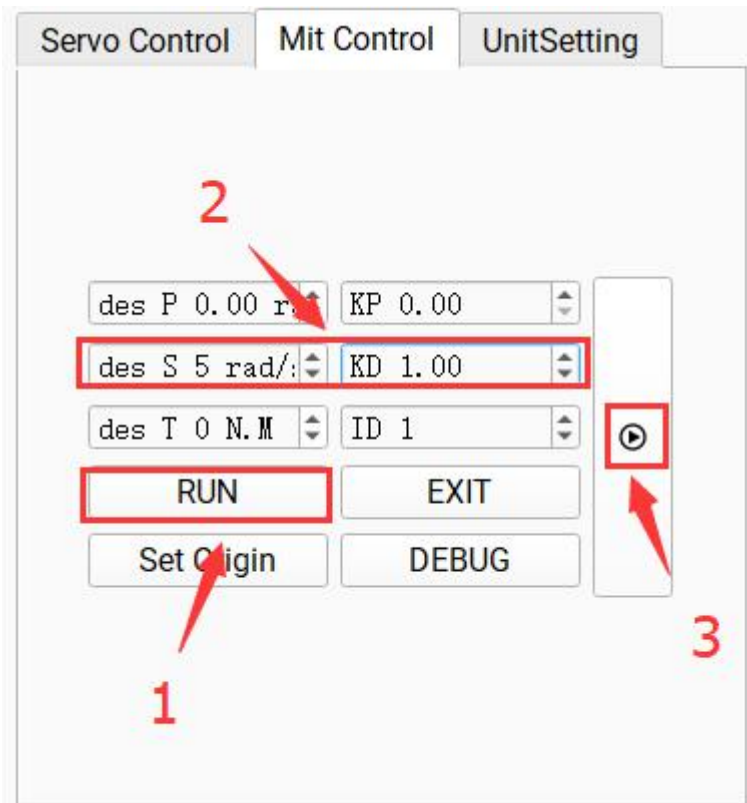 Servo Control Mit Control UnitSetting
2
des P 0.00 r KP 0.00
des S 5 rad/: KD 1.00
des T 0 N.M ID 1
RUN EXIT
Set Origin DEBUG
3
1